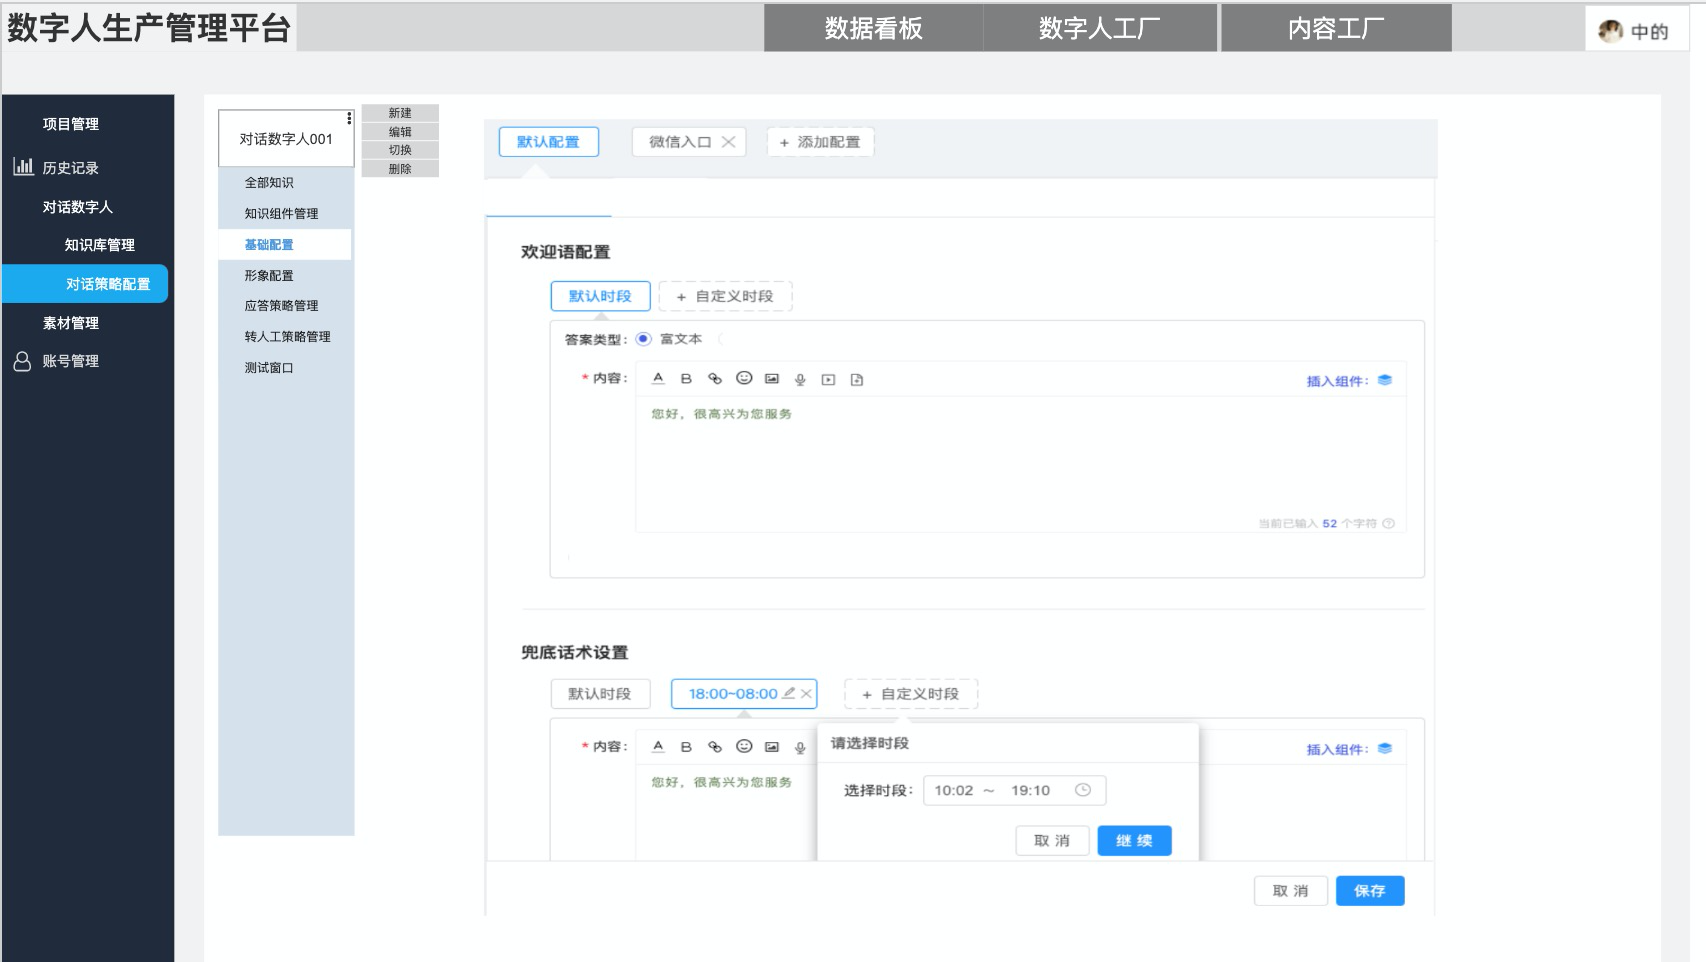 数字人生产管理平台
数据看板
数字人工厂
内容工厂
中的
项目管理
历史记录
对话数字人
知识库管理
对话策略配置
素材管理
账号管理
对话数字人001
全部知识
知识组件管理
基础配置
形象配置
应答策略管理
转人工策略管理
测试窗口
新建
编辑
切换
删除
默认配置
微信入口
+ 添加配置
欢迎语配置
默认时段
+ 自定义时段
答案类型： 富文本
* 内容： A B
插入组件：
您好，很高兴为您服务
当前已输入 52 个字符
兜底话术设置
默认时段
18:00~08:00
+ 自定义时段
* 内容： A B
插入组件：
您好，很高兴为您服务
请选择时段
选择时段： 10:02 ~ 19:10
取 消
继 续
取 消
保存